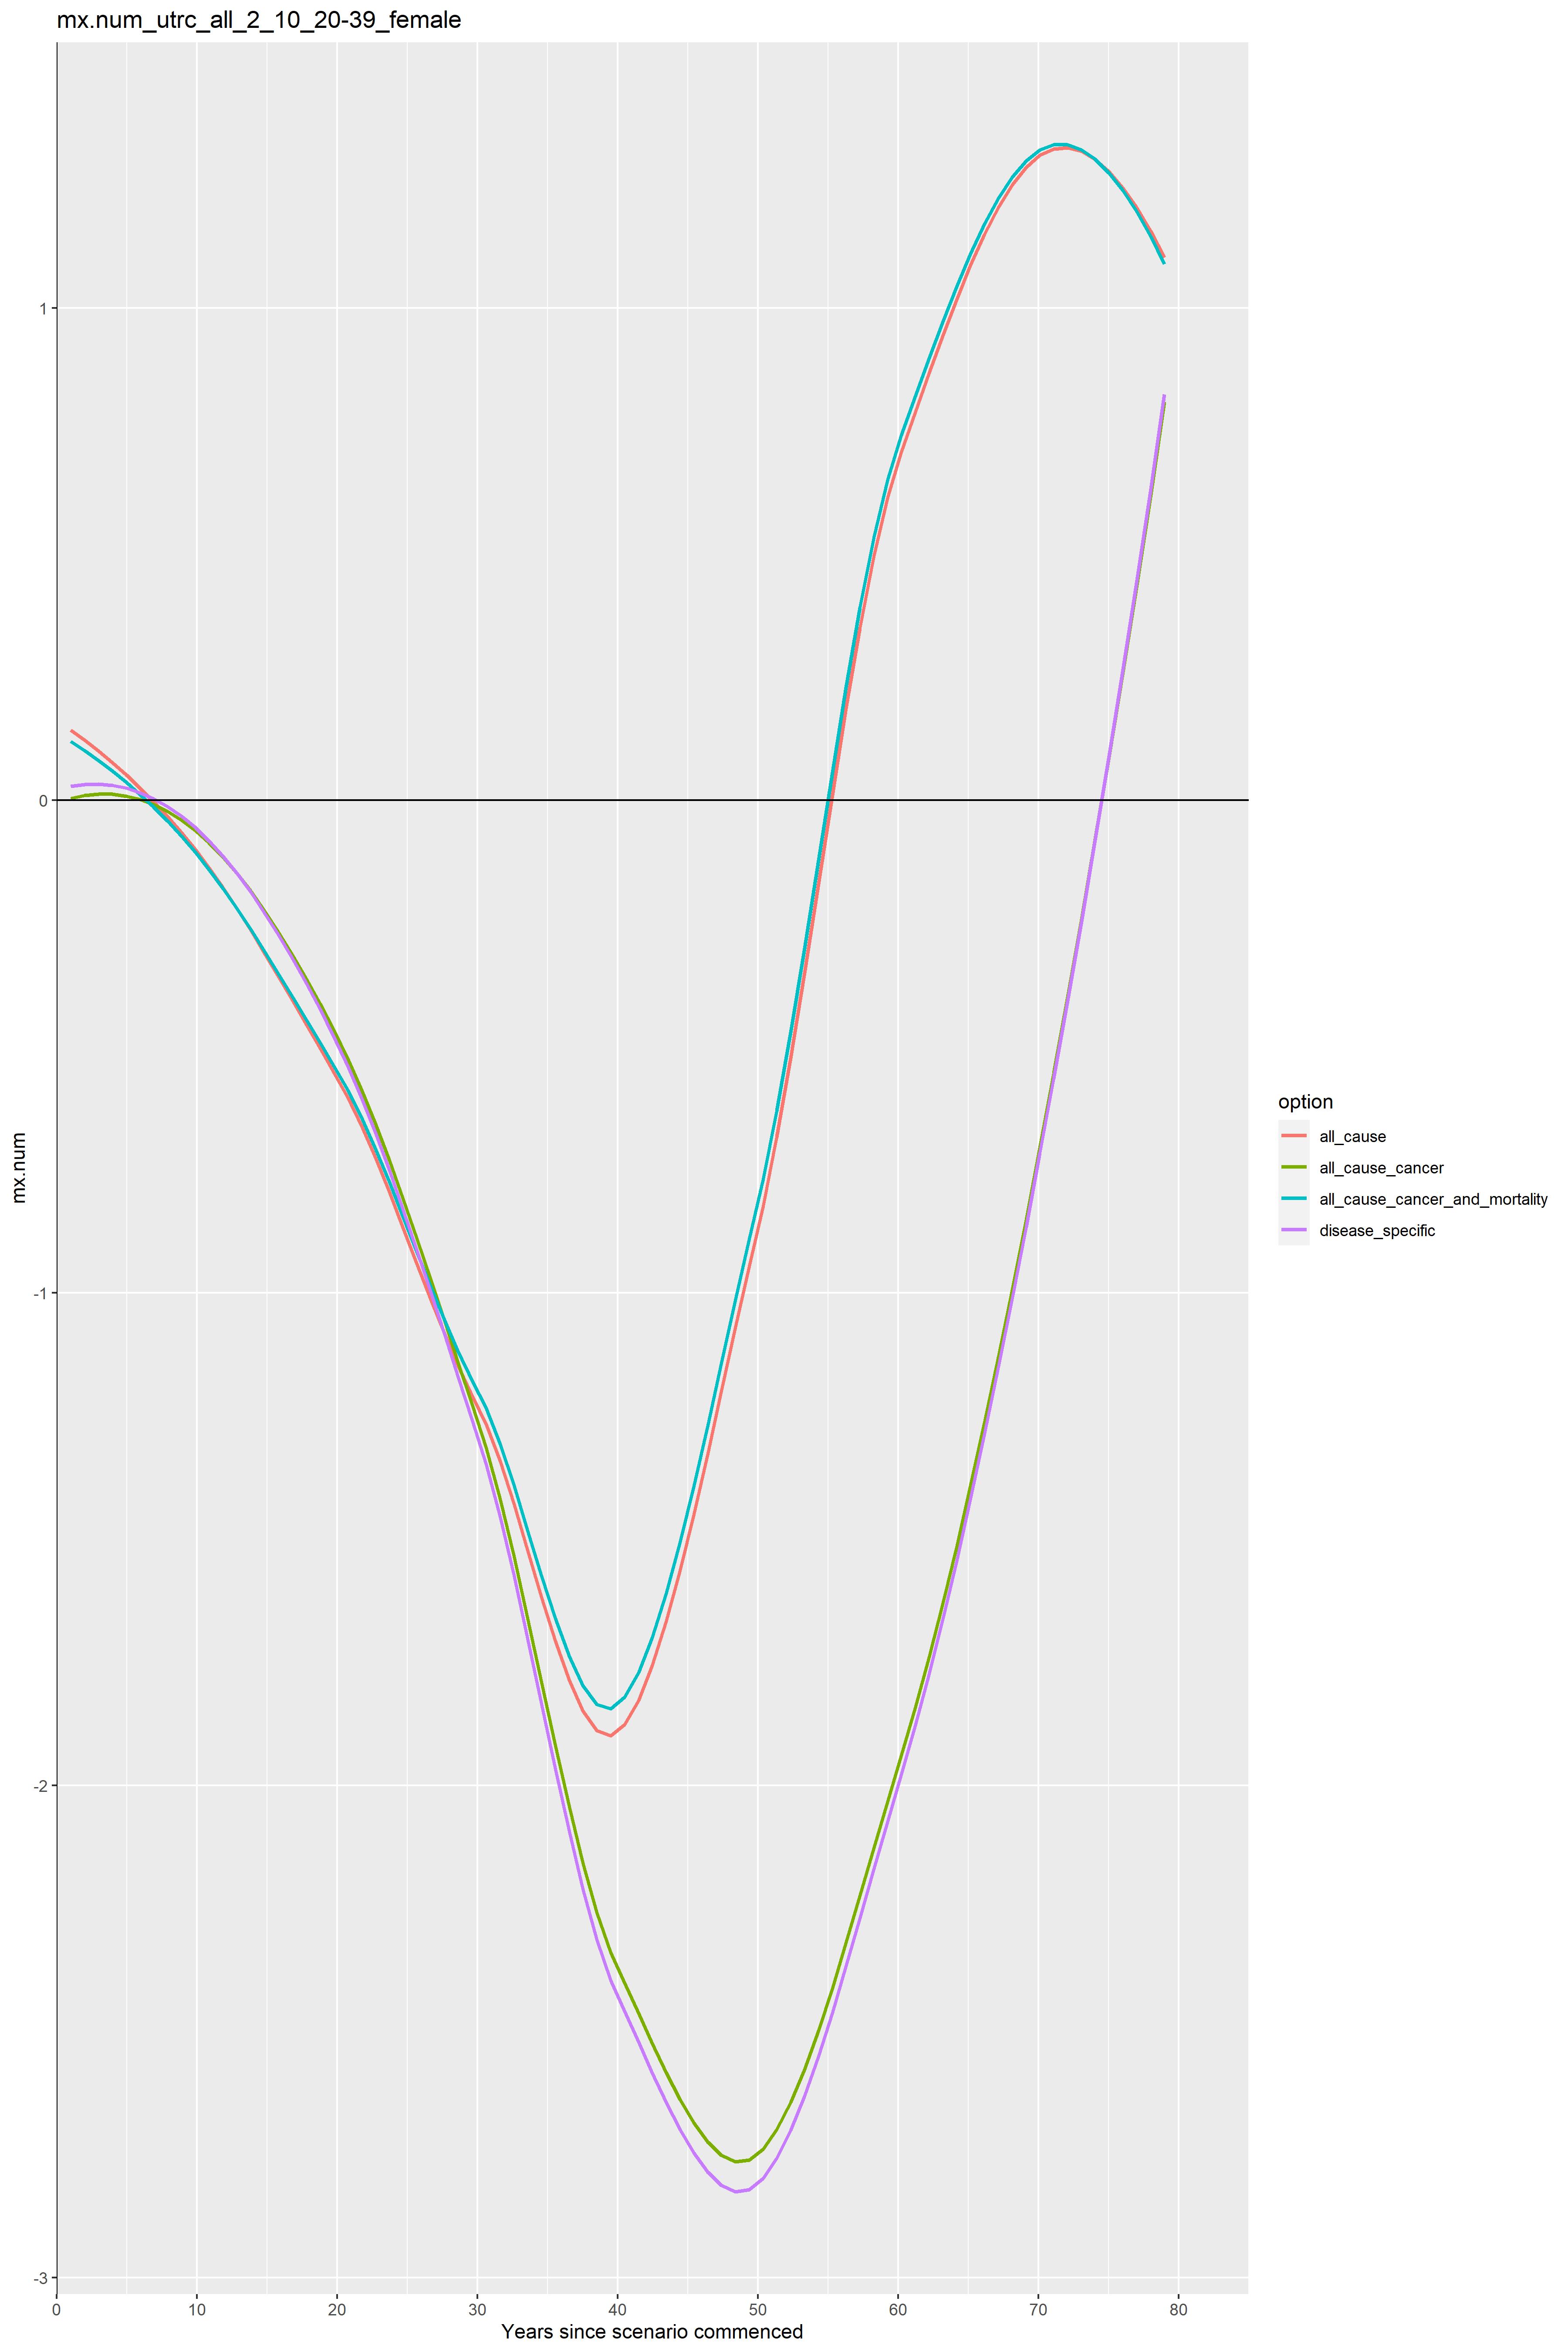 mx.num_utrc_all_2_10_20-39_female
1
0
-1
-2
-3
mx.num
0 10 20 30 40 50 60 70 80
Years since scenario commenced
option
all_cause
all_cause_cancer
all_cause_cancer_and_mortality
disease_specific